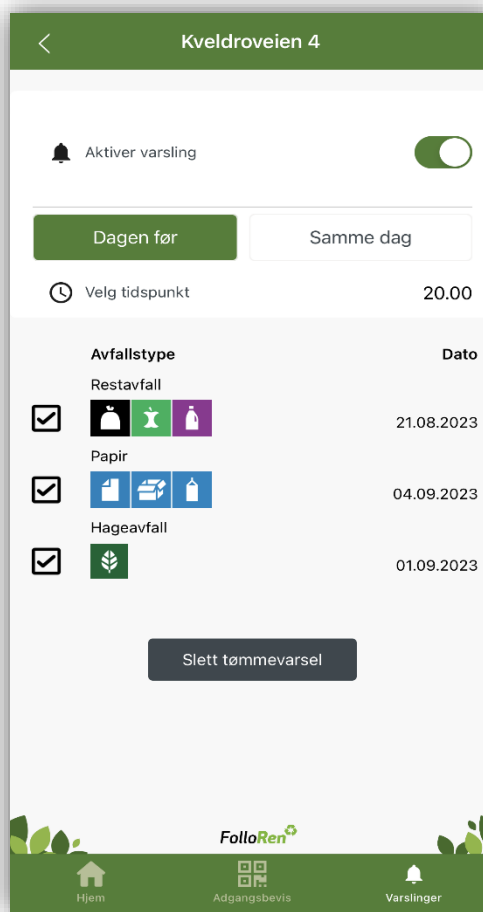 Kveldroveien 4
Aktiver varsling
Dagen før
Samme dag
Velg tidspunkt 20.00
Avfallstype Dato
Restavfall
21.08.2023
Papir
04.09.2023
Hageavfall
01.09.2023
Slett tømmevarsel
FolloRen
Hjem Adgangsbevis Varslinger